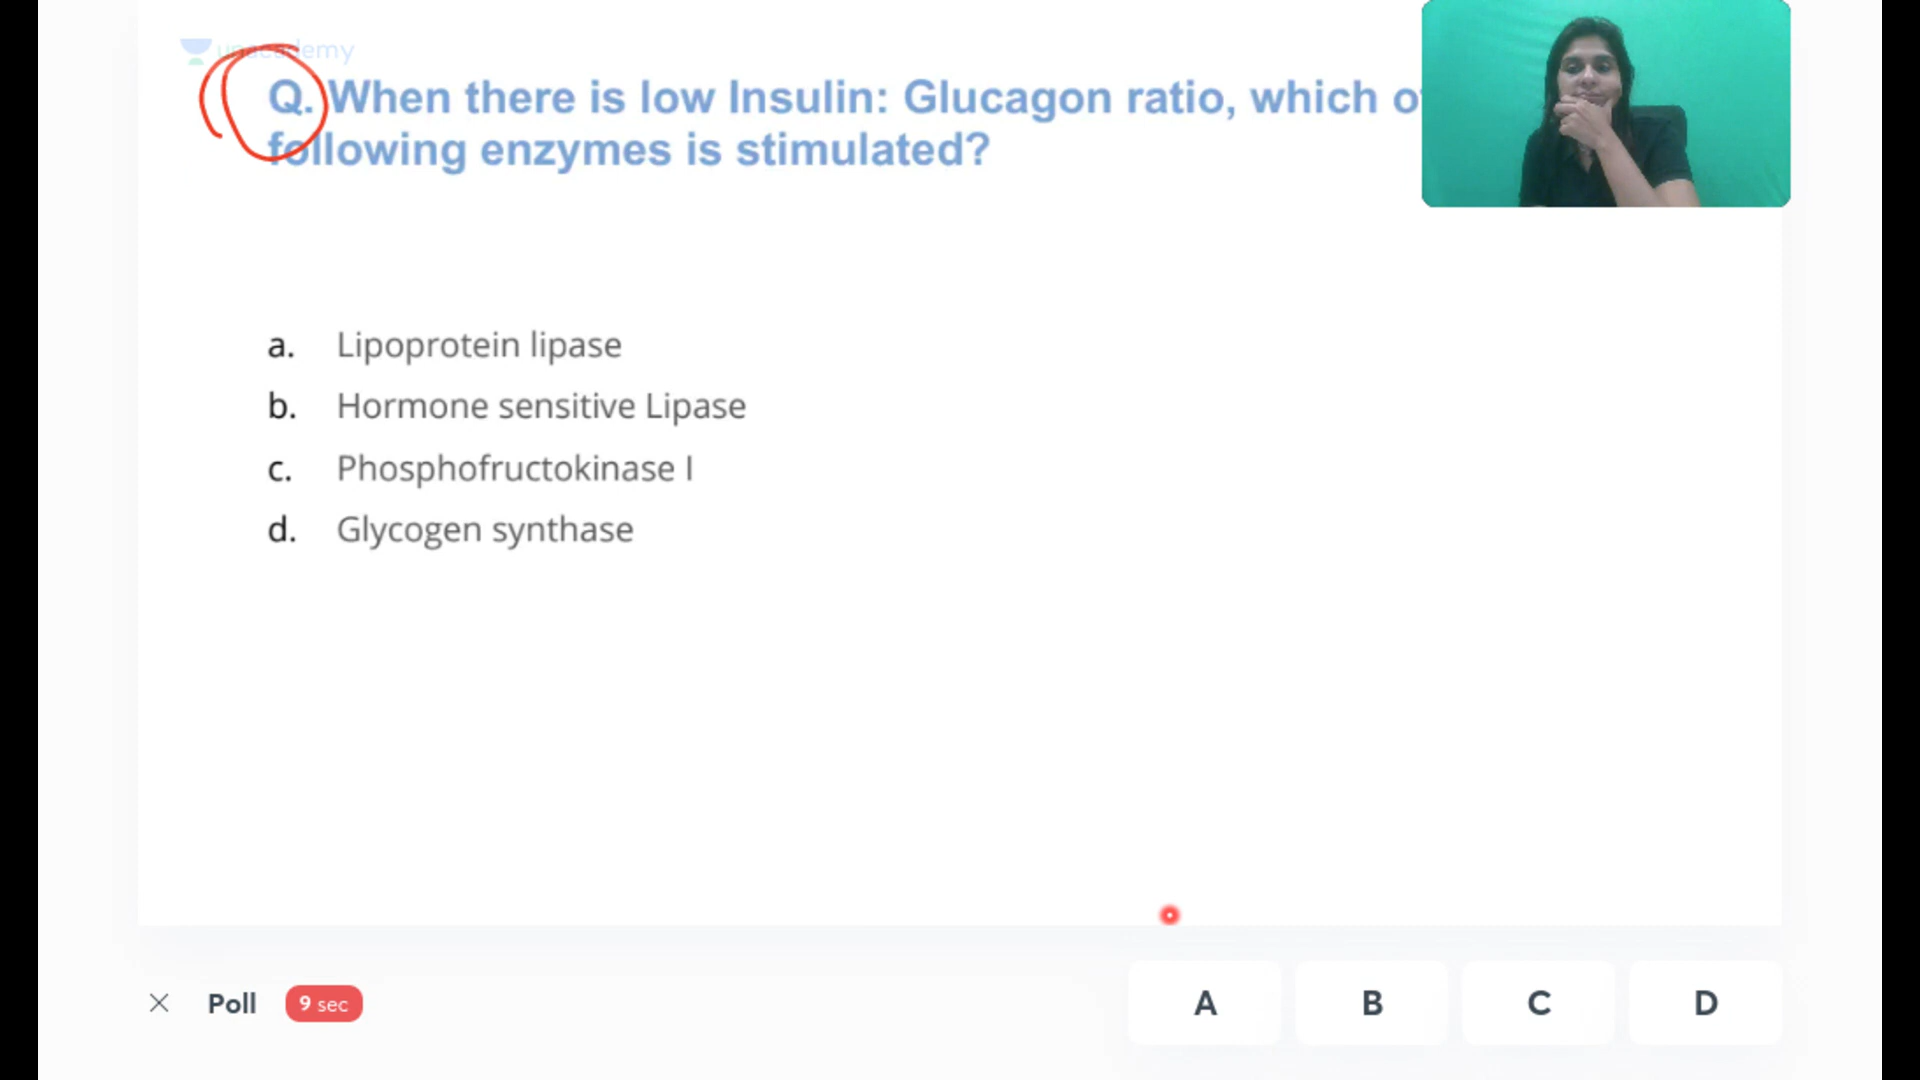 unacademy
Q. When there is low Insulin: Glucagon ratio, which
following enzymes is stimulated?
a. Lipoprotein lipase
b. Hormone sensitive Lipase
c. Phosphofructokinase I
d. Glycogen synthase
Poll 9 sec A B C D